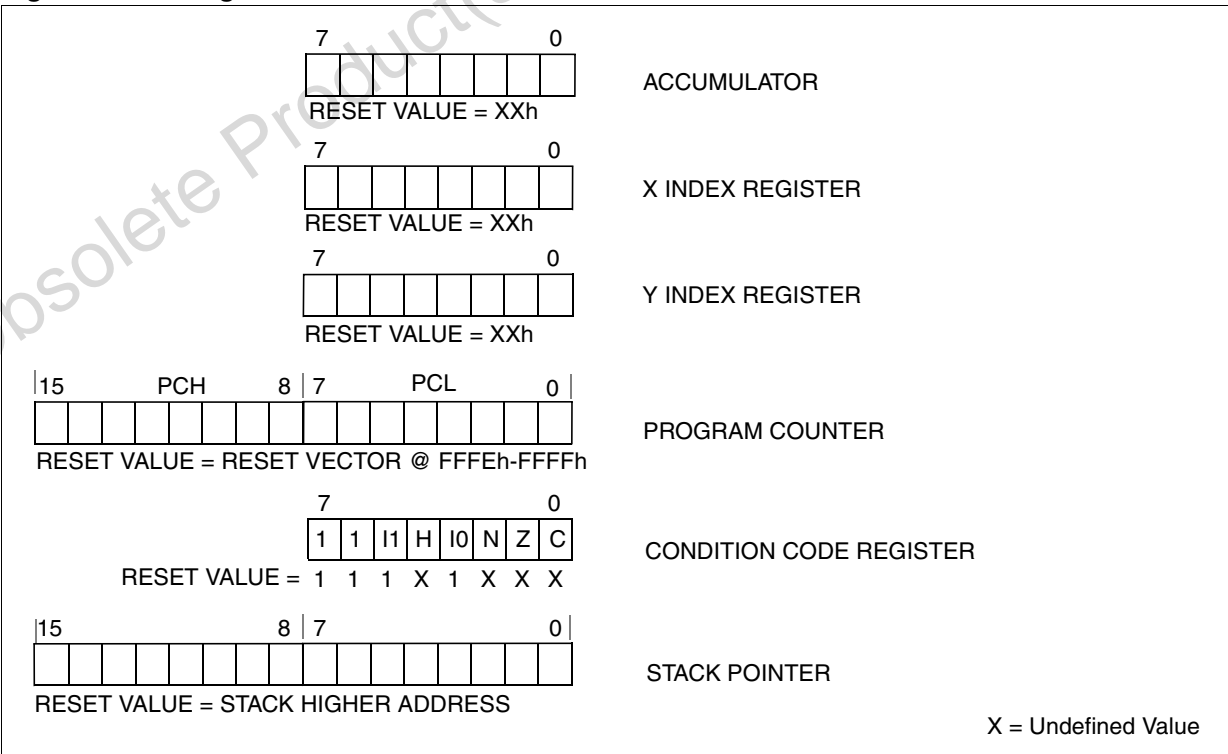 7 0
ACCUMULATOR
RESET VALUE = XXh
7 0
X INDEX REGISTER
RESET VALUE = XXh
7 0
Y INDEX REGISTER
RESET VALUE = XXh
15 PCH 8 7 PCL 0
PROGRAM COUNTER
RESET VALUE = RESET VECTOR @ FFFEh-FFFFh
7 0
1 1 I1 H I0 N Z C
CONDITION CODE REGISTER
RESET VALUE = 1 1 1 X 1 X X X
15 8 7 0
STACK POINTER
RESET VALUE = STACK HIGHER ADDRESS
X = Undefined Value